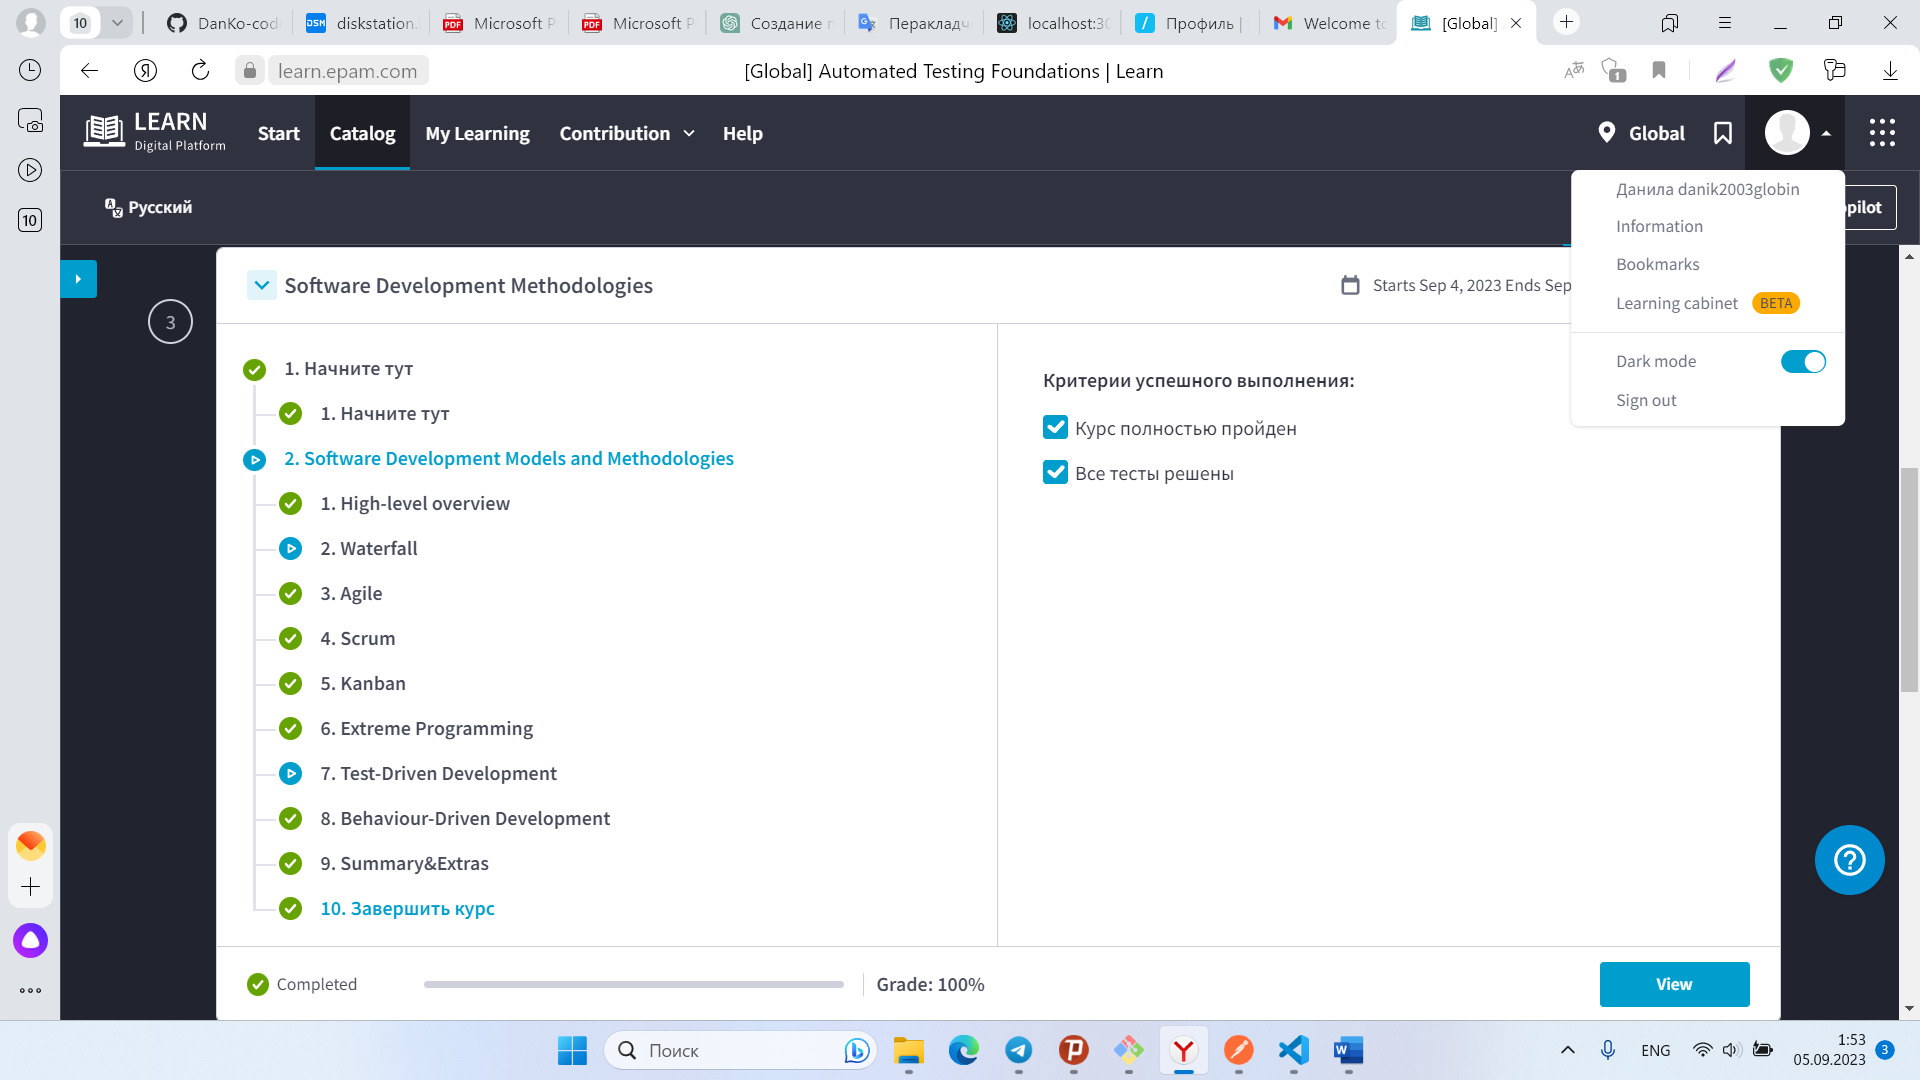 10
DanKo-cod
DSM
diskstation.
PDF
Microsoft P
PDF
Microsoft P
Создание п
Перакладч
localhost:30
Профиль |
Welcome to
[Global]
Я
learn.epam.com
[Global] Automated Testing Foundations | Learn
1
10
LEARN
Digital Platform
Start
Catalog
My Learning
Contribution
Help
Global
Русский
pilot
Данила danik2003globin
Information
Bookmarks
Learning cabinet BETA
Dark mode
Sign out
3
Software Development Methodologies
Starts Sep 4, 2023 Ends Sep
1. Начните тут
1. Начните тут
2. Software Development Models and Methodologies
1. High-level overview
2. Waterfall
3. Agile
4. Scrum
5. Kanban
6. Extreme Programming
7. Test-Driven Development
8. Behaviour-Driven Development
9. Summary&Extras
10. Завершить курс
Критерии успешного выполнения:
Курс полностью пройден
Все тесты решены
Completed
Grade: 100%
View
Поиск
ENG
1:53
05.09.2023
3